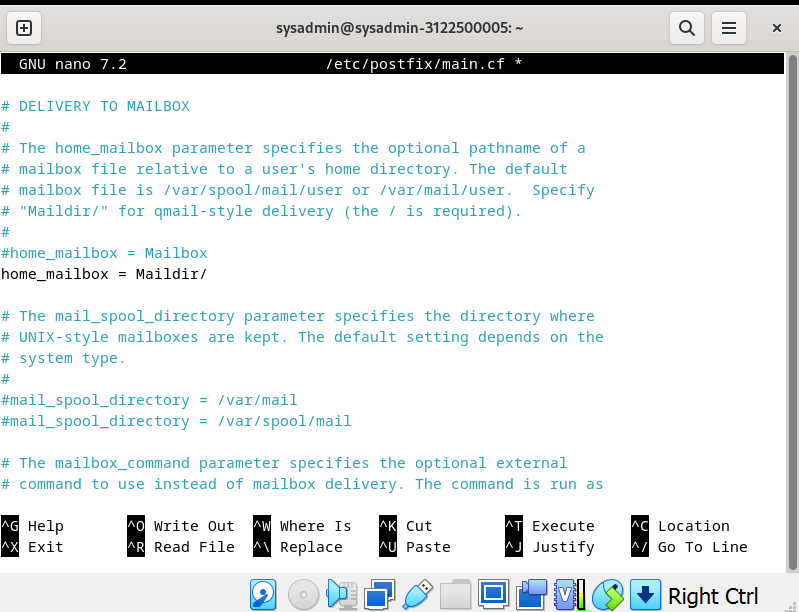 sysadmin@sysadmin-3122500005: ~
GNU nano 7.2 /etc/postfix/main.cf *
# DELIVERY TO MAILBOX
#
# The home_mailbox parameter specifies the optional pathname of a
# mailbox file relative to a user's home directory. The default
# mailbox file is /var/spool/mail/user or /var/mail/user.  Specify
# "Maildir/" for qmail-style delivery (the / is required).
#
#home_mailbox = Mailbox
home_mailbox = Maildir/
# The mail_spool_directory parameter specifies the directory where
# UNIX-style mailboxes are kept. The default setting depends on the
# system type.
#
#mail_spool_directory = /var/mail
#mail_spool_directory = /var/spool/mail
# The mailbox_command parameter specifies the optional external
# command to use instead of mailbox delivery. The command is run as
^G Help ^O Write Out ^W Where Is ^K Cut ^T Execute ^C Location
^X Exit ^R Read File ^\ Replace ^U Paste ^J Justify ^/ Go To Line
Right Ctrl